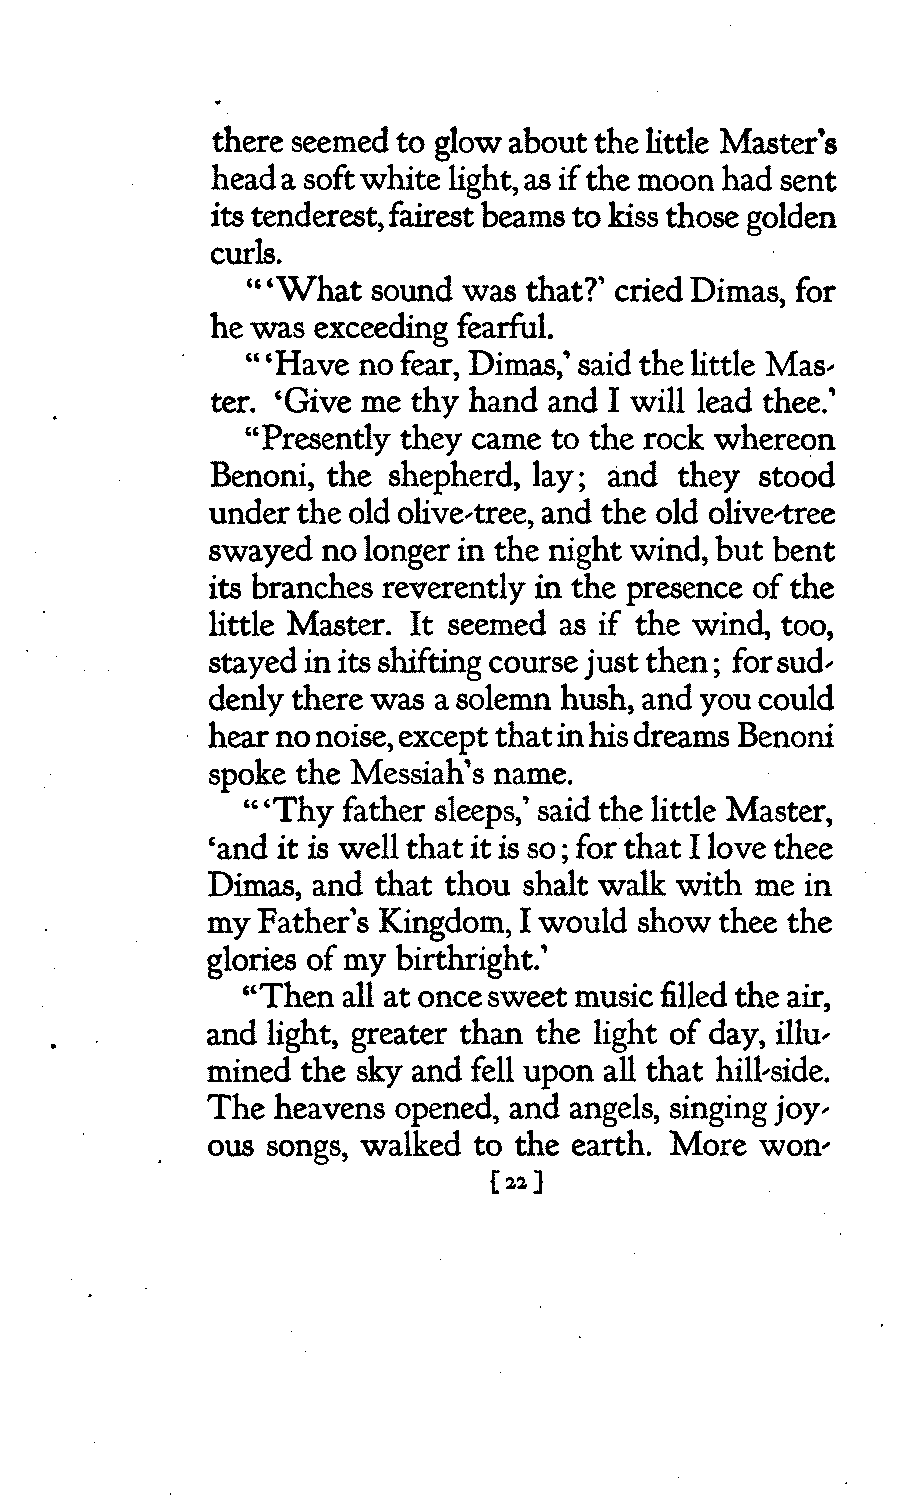 there seemed to glow about the little Master's
head a soft white light, as if the moon had sent
its tenderest, fairest beams to kiss those golden
curls.
“‘What sound was that?’ cried Dimas, for
he was exceeding fearful.
“‘Have no fear, Dimas,’ said the little Mas-
ter. ‘Give me thy hand and I will lead thee.’
“Presently they came to the rock whereon
Benoni, the shepherd, lay; and they stood
under the old olive-tree, and the old olive-tree
swayed no longer in the night wind, but bent
its branches reverently in the presence of the
little Master. It seemed as if the wind, too,
stayed in its shifting course just then; for sud-
denly there was a solemn hush, and you could
hear no noise, except that in his dreams Benoni
spoke the Messiah's name.
“‘Thy father sleeps,’ said the little Master,
‘and it is well that it is so; for that I love thee
Dimas, and that thou shalt walk with me in
my Father's Kingdom, I would show thee the
glories of my birthright.’
“Then all at once sweet music filled the air,
and light, greater than the light of day, illu-
mined the sky and fell upon all that hill-side.
The heavens opened, and angels, singing joy-
ous songs, walked to the earth. More won-
[22]